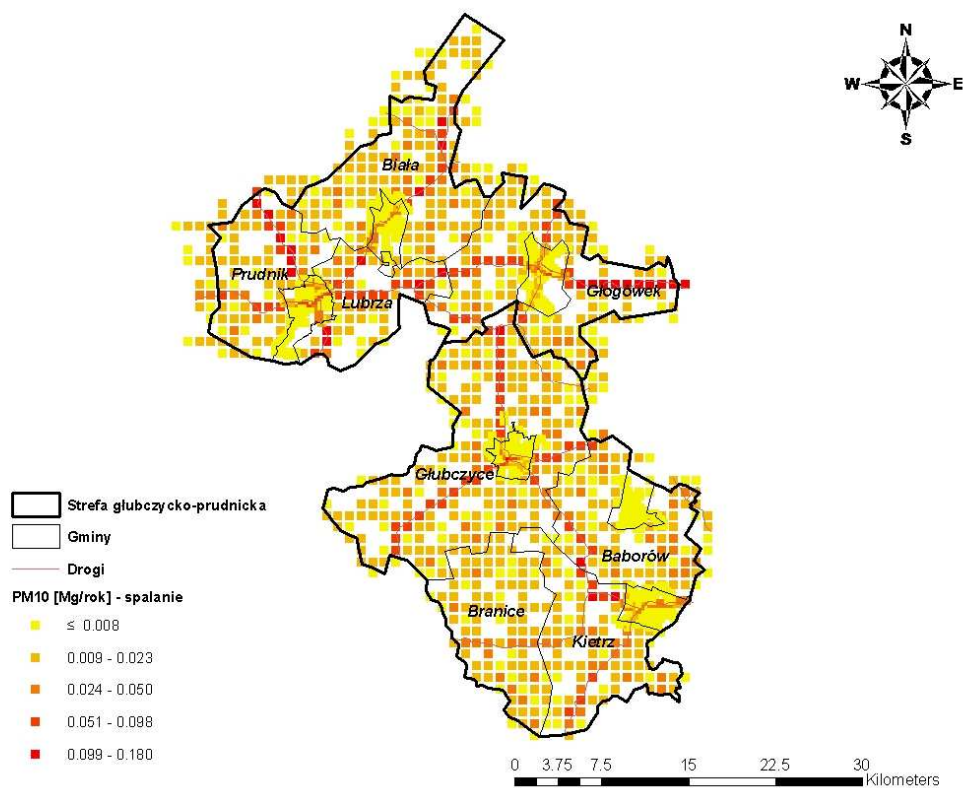 N
W E
S
Biała
Prudnik
Lubrza
Głogówek
Głubczyce
Baborów
Branice
Kietrz
Strefa głubczycko-prudnicka
Gminy
Drogi
PM10 [Mg/rok] - spalanie
≤ 0.008
0.009 - 0.023
0.024 - 0.050
0.051 - 0.098
0.099 - 0.180
0 3.75 7.5 15 22.5 30
Kilometers